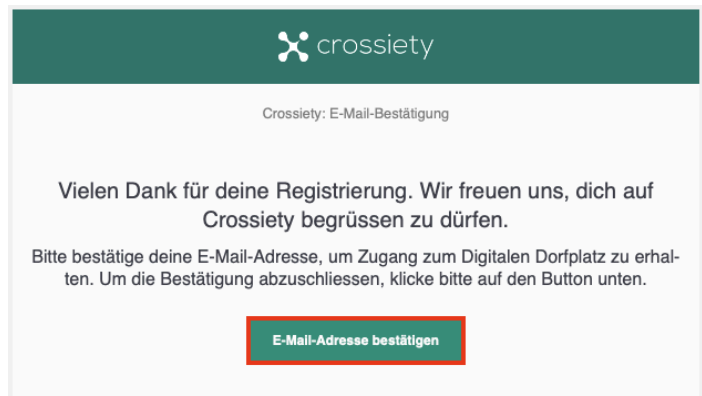 crossiety
Crossiety: E-Mail-Bestätigung
Vielen Dank für deine Registrierung. Wir freuen uns, dich auf
Crossiety begrüssen zu dürfen.
Bitte bestätige deine E-Mail-Adresse, um Zugang zum Digitalen Dorfplatz zu erhal-
ten. Um die Bestätigung abzuschliessen, klicke bitte auf den Button unten.
E-Mail-Adresse bestätigen